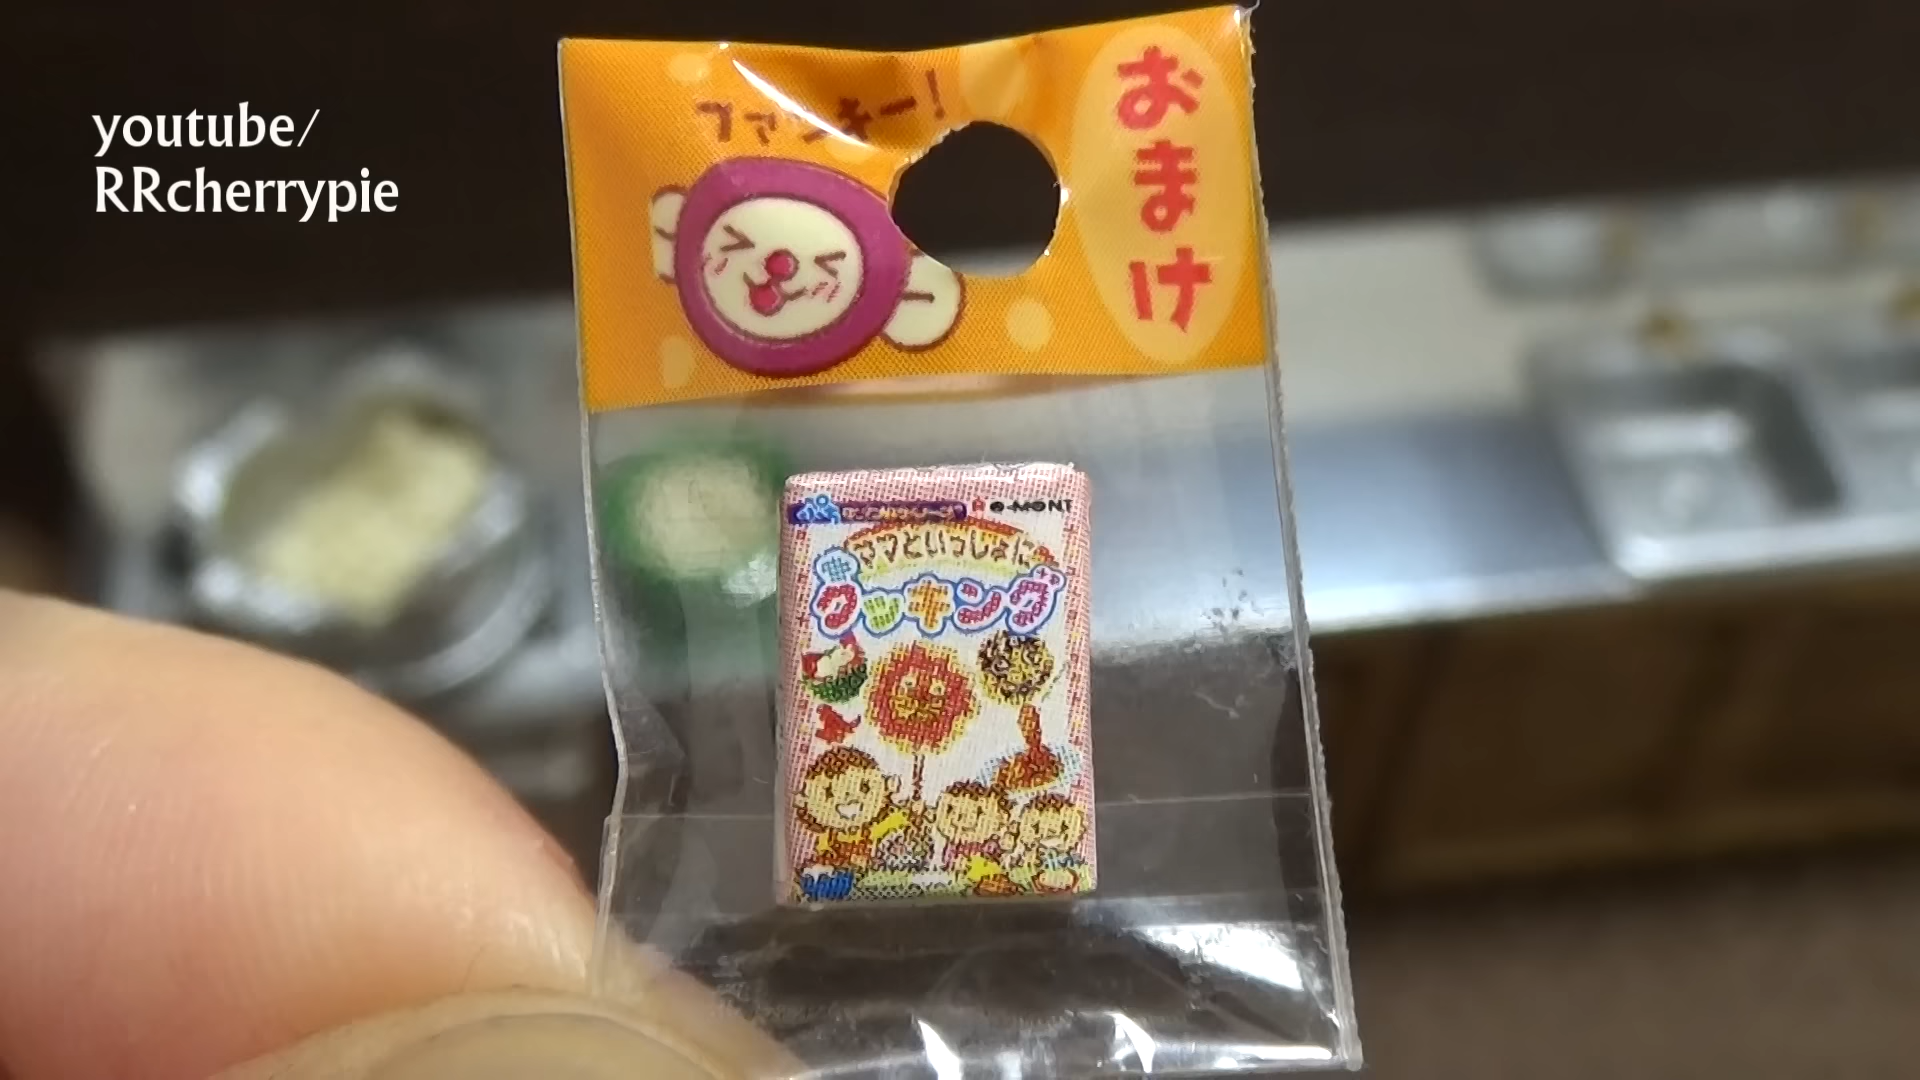 youtube/
RRcherrypie
ファンキー!
おまけ
ママといっしょに
クッキング